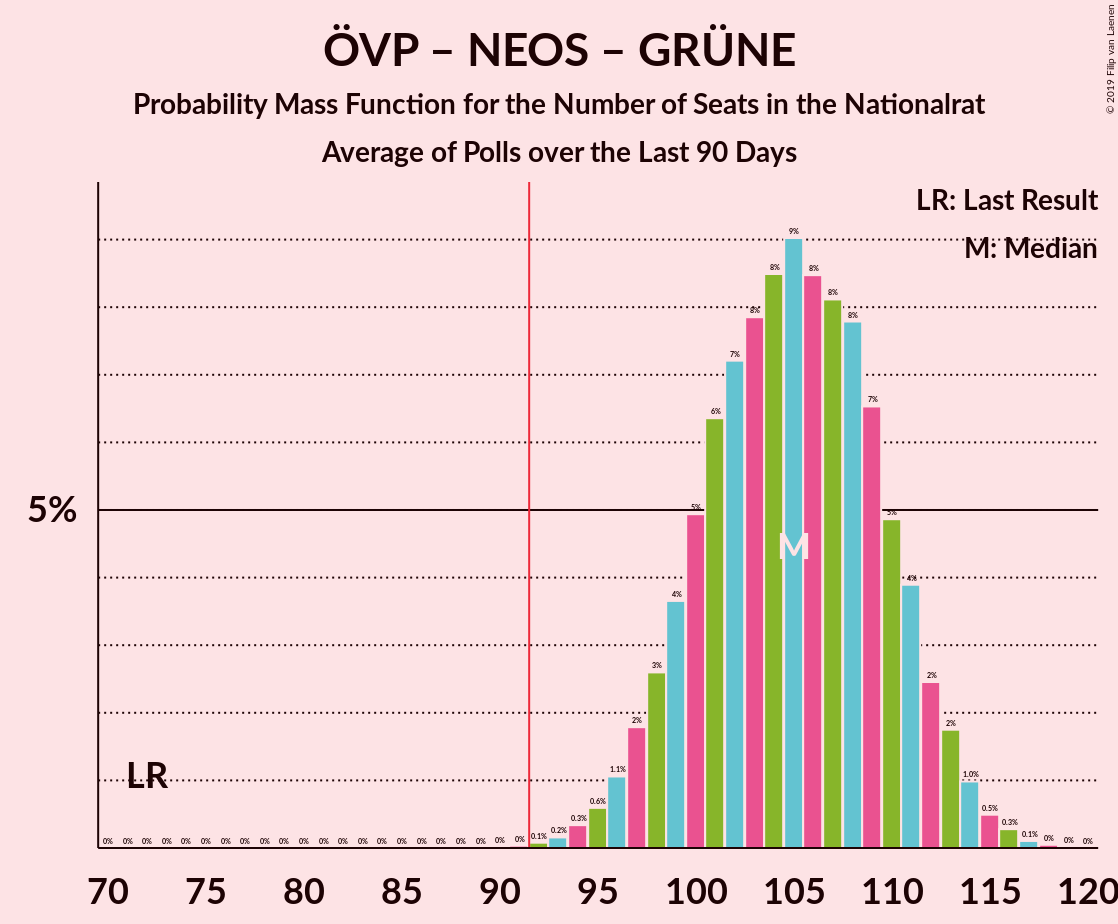 ÖVP – NEOS – GRÜNE
Probability Mass Function for the Number of Seats in the Nationalrat
Average of Polls over the Last 90 Days
© 2019 Filip van Laenen
LR: Last Result
M: Median
5%
LR
M
0% 0% 0% 0% 0% 0% 0% 0% 0% 0% 0% 0% 0% 0% 0% 0% 0% 0% 0% 0% 0% 0% 0.1% 0.2% 0.3% 0.6% 1.1% 2% 3% 4% 5% 6% 7% 8% 8% 9% 8% 8% 8% 7% 5% 4% 2% 2% 1.0% 0.5% 0.3% 0.1% 0% 0% 0%
70 75 80 85 90 95 100 105 110 115 120